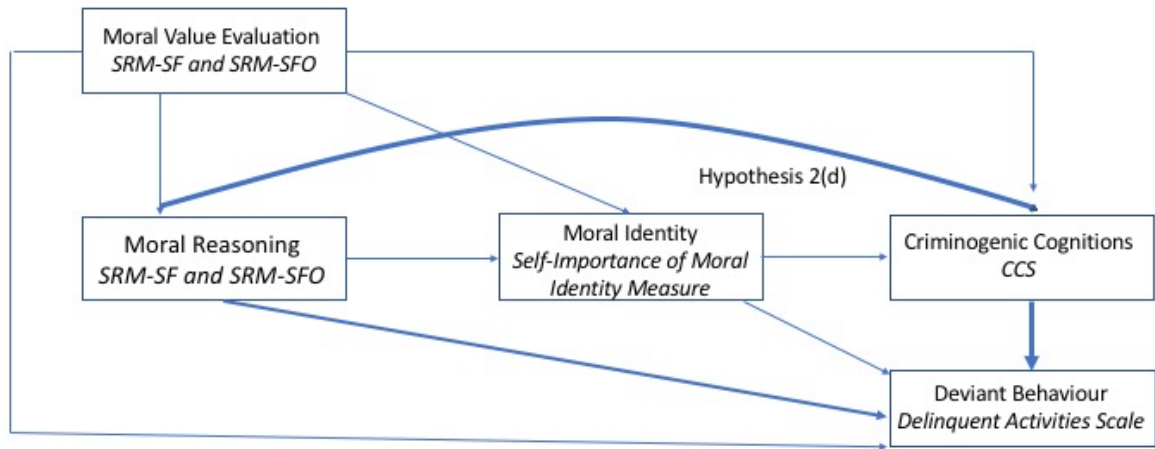 Moral Value Evaluation
SRM-SF and SRM-SFO
Hypothesis 2(d)
Moral Reasoning
SRM-SF and SRM-SFO
Moral Identity
Self-Importance of Moral
Identity Measure
Criminogenic Cognitions
CCS
Deviant Behaviour
Delinquent Activities Scale